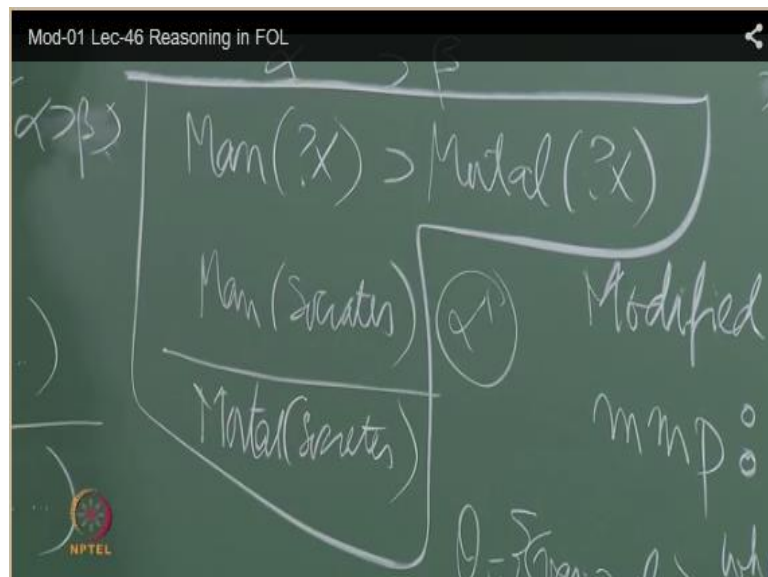 Mod-01 Lec-46 Reasoning in FOL
α ⊃ β
α ⊃ β)
Man(?X) ⊃ Mortal(?X)
Man(Socrates)
α'
Modified
...)
mmp:
Mortal(Socrates)
...)
NPTEL